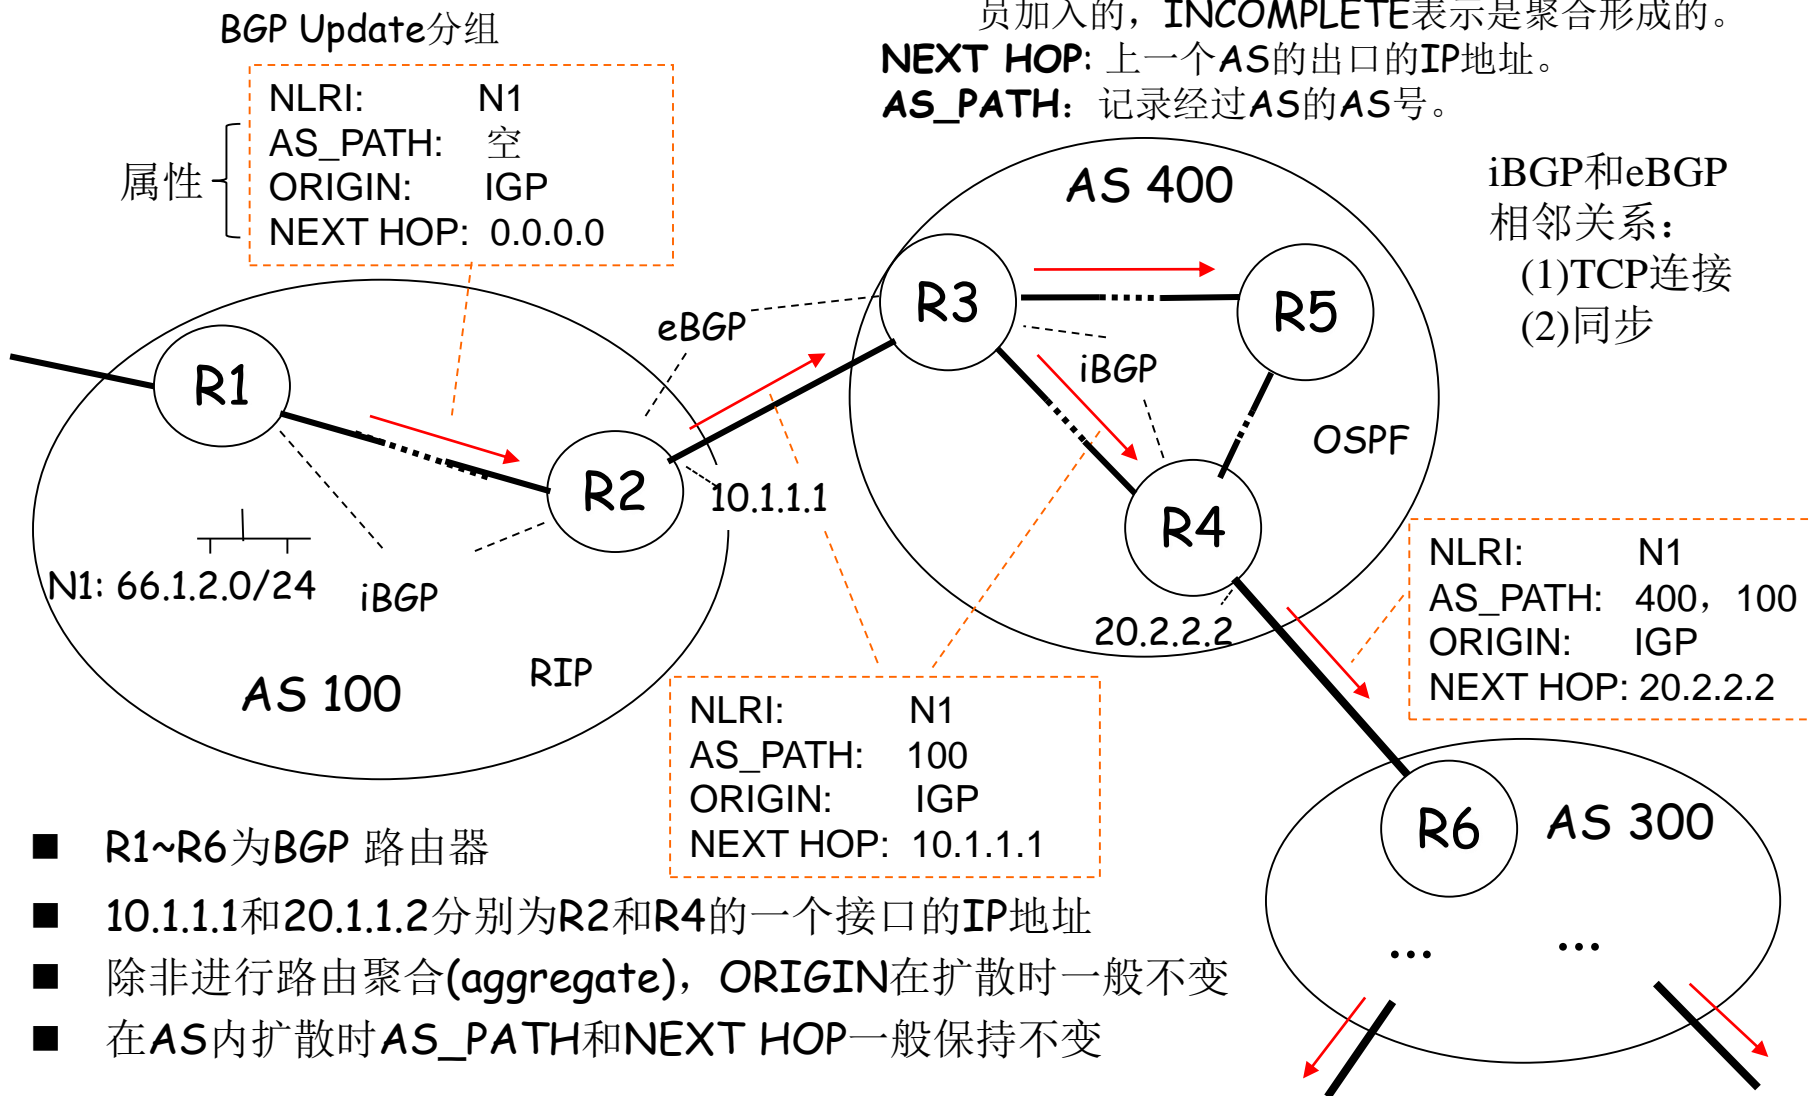 员加入的，INCOMPLETE表示是聚合形成的。
NEXT HOP: 上一个AS的出口的IP地址。
AS_PATH：记录经过AS的AS号。
BGP Update分组
NLRI: N1
AS_PATH: 空
ORIGIN: IGP
NEXT HOP: 0.0.0.0
属性
iBGP和eBGP
相邻关系：
(1)TCP连接
(2)同步
AS 400
R3
R5
eBGP
iBGP
R1
R2
10.1.1.1
OSPF
R4
20.2.2.2
N1: 66.1.2.0/24
iBGP
RIP
AS 100
NLRI: N1
AS_PATH: 400，100
ORIGIN: IGP
NEXT HOP: 20.2.2.2
NLRI: N1
AS_PATH: 100
ORIGIN: IGP
NEXT HOP: 10.1.1.1
R6
AS 300
...
...
■ R1~R6为BGP 路由器
■ 10.1.1.1和20.1.1.2分别为R2和R4的一个接口的IP地址
■ 除非进行路由聚合(aggregate)，ORIGIN在扩散时一般不变
■ 在AS内扩散时AS_PATH和NEXT HOP一般保持不变